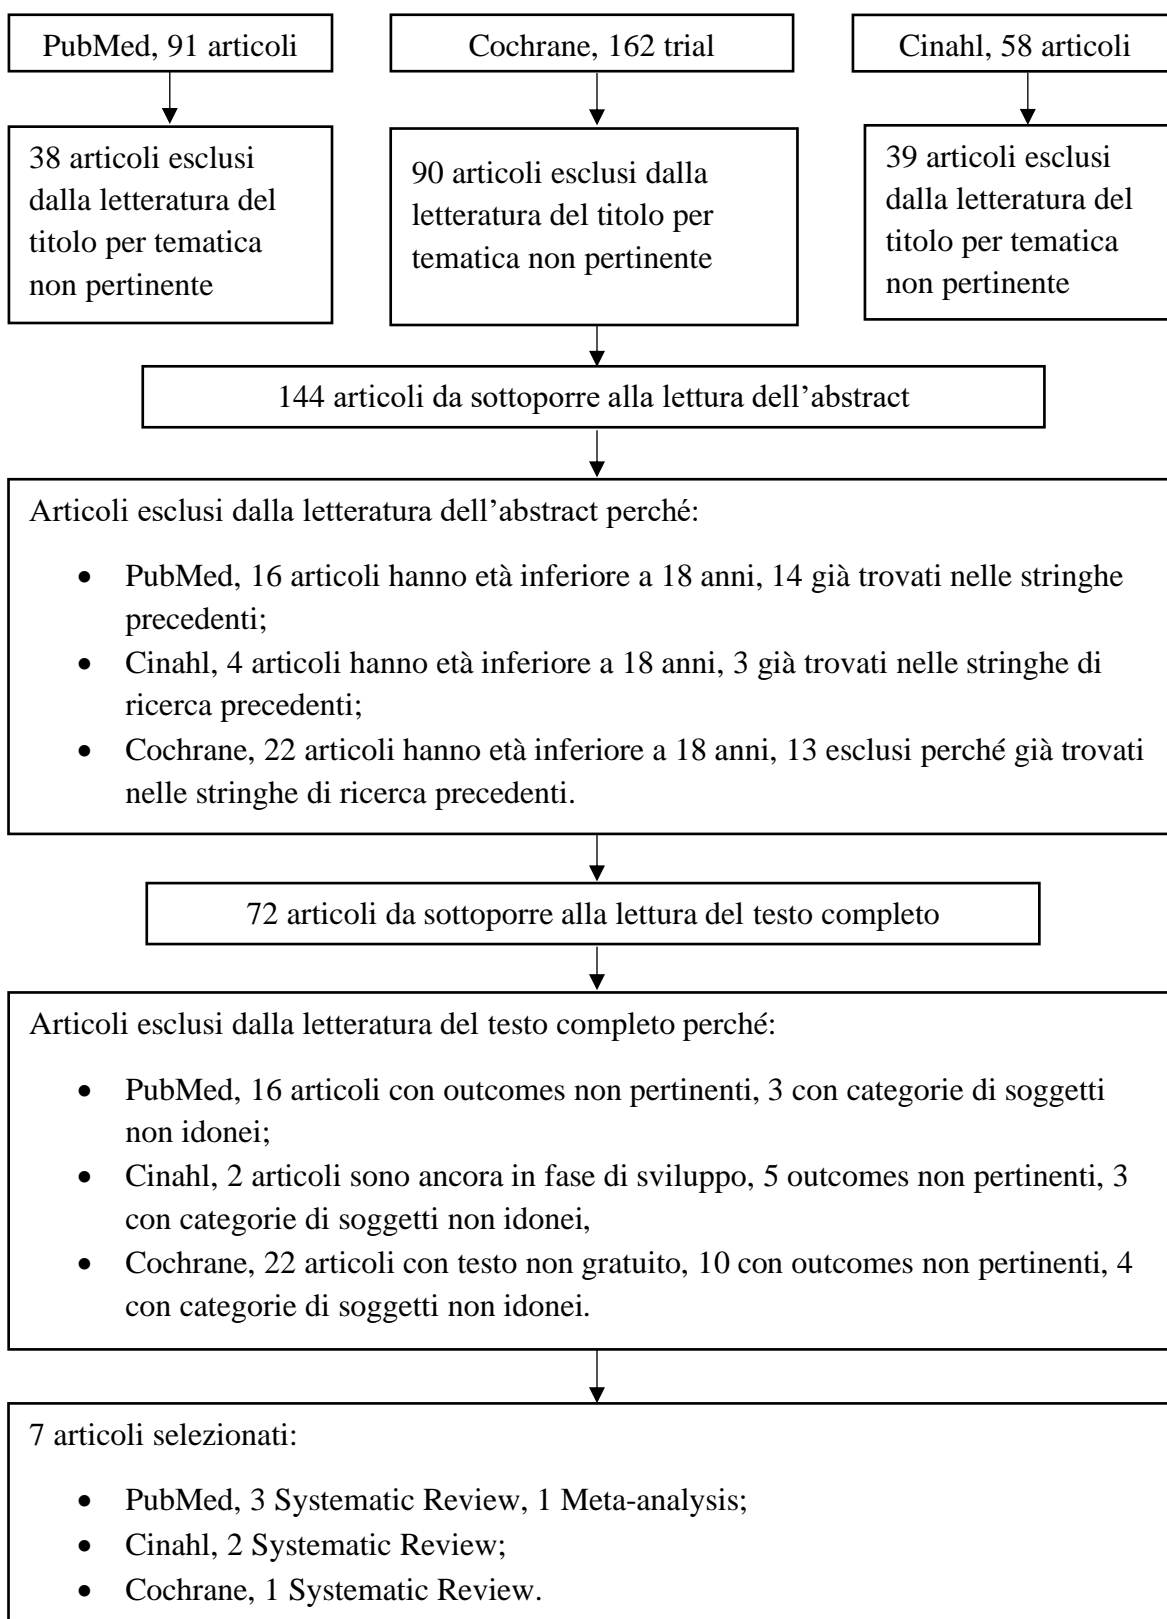 PubMed, 91 articoli
Cochrane, 162 trial
Cinahl, 58 articoli
38 articoli esclusi
dalla letteratura del
titolo per tematica
non pertinente
90 articoli esclusi dalla
letteratura del titolo per
tematica non pertinente
39 articoli esclusi
dalla letteratura del
titolo per tematica
non pertinente
144 articoli da sottoporre alla lettura dell’abstract
Articoli esclusi dalla letteratura dell’abstract perché:
• PubMed, 16 articoli hanno età inferiore a 18 anni, 14 già trovati nelle stringhe
precedenti;
• Cinahl, 4 articoli hanno età inferiore a 18 anni, 3 già trovati nelle stringhe di
ricerca precedenti;
• Cochrane, 22 articoli hanno età inferiore a 18 anni, 13 esclusi perché già trovati
nelle stringhe di ricerca precedenti.
72 articoli da sottoporre alla lettura del testo completo
Articoli esclusi dalla letteratura del testo completo perché:
• PubMed, 16 articoli con outcomes non pertinenti, 3 con categorie di soggetti
non idonei;
• Cinahl, 2 articoli sono ancora in fase di sviluppo, 5 outcomes non pertinenti, 3
con categorie di soggetti non idonei,
• Cochrane, 22 articoli con testo non gratuito, 10 con outcomes non pertinenti, 4
con categorie di soggetti non idonei.
7 articoli selezionati:
• PubMed, 3 Systematic Review, 1 Meta-analysis;
• Cinahl, 2 Systematic Review;
• Cochrane, 1 Systematic Review.